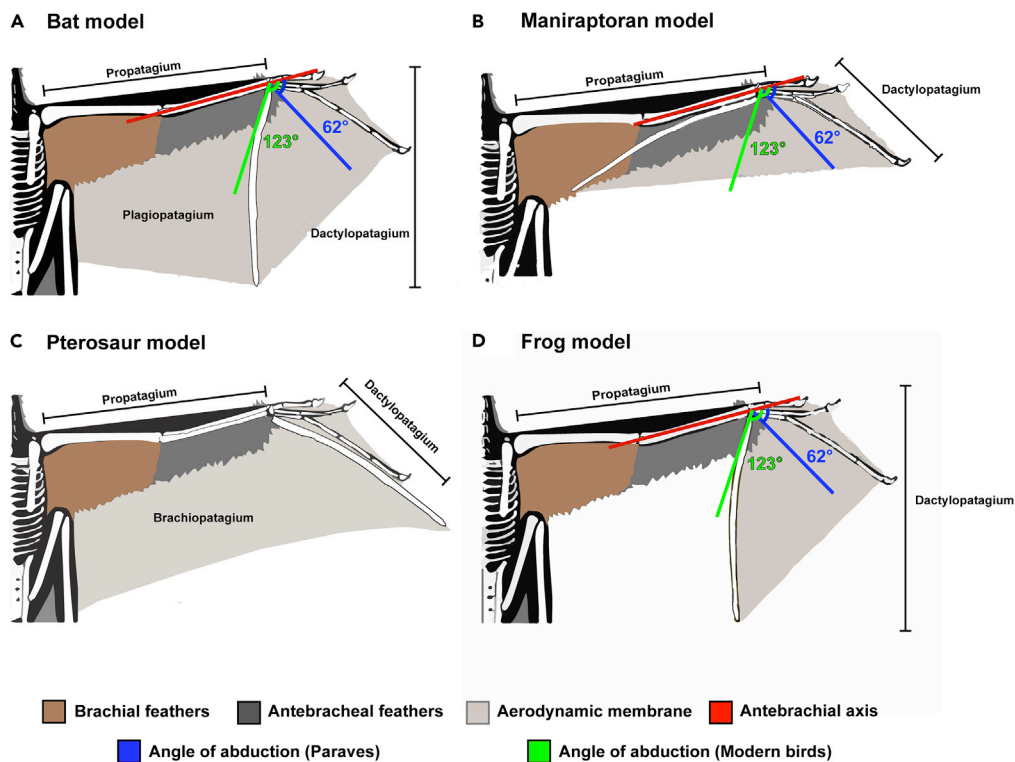 A Bat model
Propatagium
62°
123°
Plagiopatagium
Dactylopatagium
B Maniraptoran model
Propatagium
Dactylopatagium
62°
123°
C Pterosaur model
Propatagium
Dactylopatagium
Brachiopatagium
D Frog model
Propatagium
62°
123°
Dactylopatagium
Brachial feathers
Antebracheal feathers
Aerodynamic membrane
Antebrachial axis
Angle of abduction (Paraves)
Angle of abduction (Modern birds)